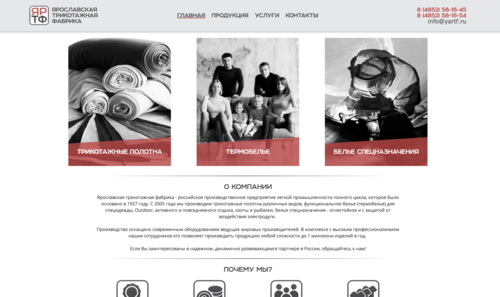 ЯР
ТФ
ЯРОСЛАВСКАЯ
ТРИКОТАЖНАЯ
ФАБРИКА
ГЛАВНАЯ ПРОДУКЦИЯ УСЛУГИ КОНТАКТЫ
8 (4852) 58-16-45
8 (4852) 58-16-54
info@yartf.ru
ТРИКОТАЖНЫЕ ПОЛОТНА
ТЕРМОБЕЛЬЕ
БЕЛЬЕ СПЕЦНАЗНАЧЕНИЯ
О КОМПАНИИ
Ярославская трикотажная фабрика - российское производственное предприятие легкой промышленности полного цикла, которое было
основано в 1927 году. С 2005 года мы производим трикотажные полотна различных видов, функциональное белье (термобелье) для
спецодежды, Outdoor, активного и повседневного отдыха, охоты и рыбалки, белье спецназначения - огнестойкое и с защитой от
воздействия электродуги.
Производство оснащено современным оборудованием ведущих мировых производителей. В комплексе с высоким профессионализмом
наших сотрудников это позволяет производить продукцию любой сложности до 1 миллиона изделий в год.
Если Вы заинтересованы в надежном, динамично развивающемся партнере в России, обращайтесь к нам!
ПОЧЕМУ МЫ?